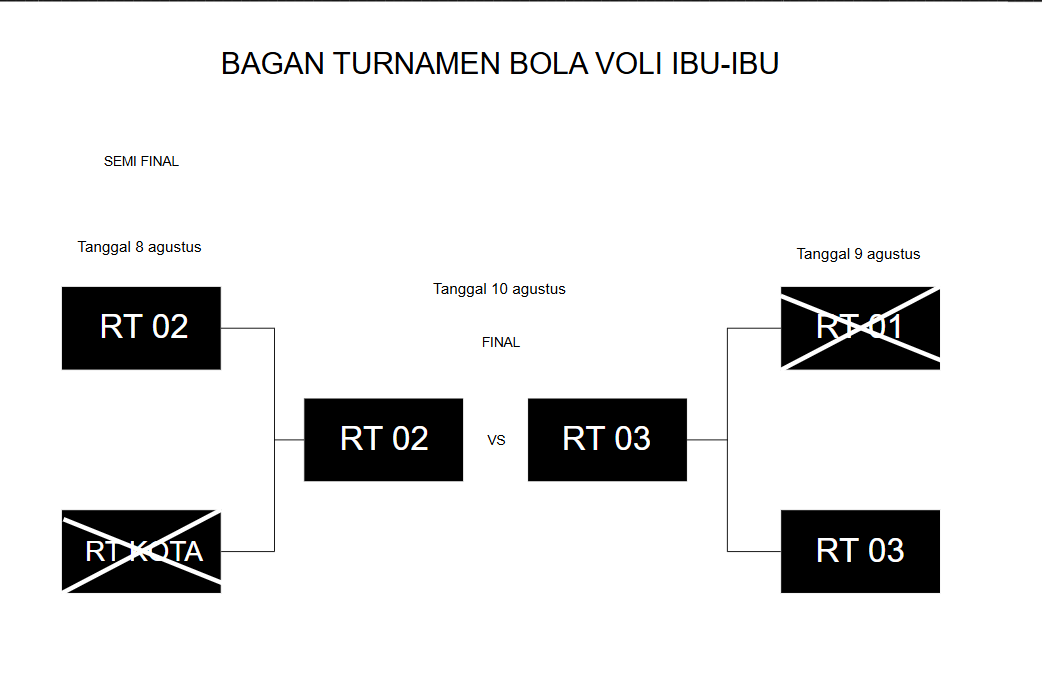 BAGAN TURNAMEN BOLA VOLI IBU-IBU
SEMI FINAL
Tanggal 8 agustus
Tanggal 9 agustus
Tanggal 10 agustus
RT 02
RT 01
FINAL
RT 02
VS
RT 03
RT KOTA
RT 03